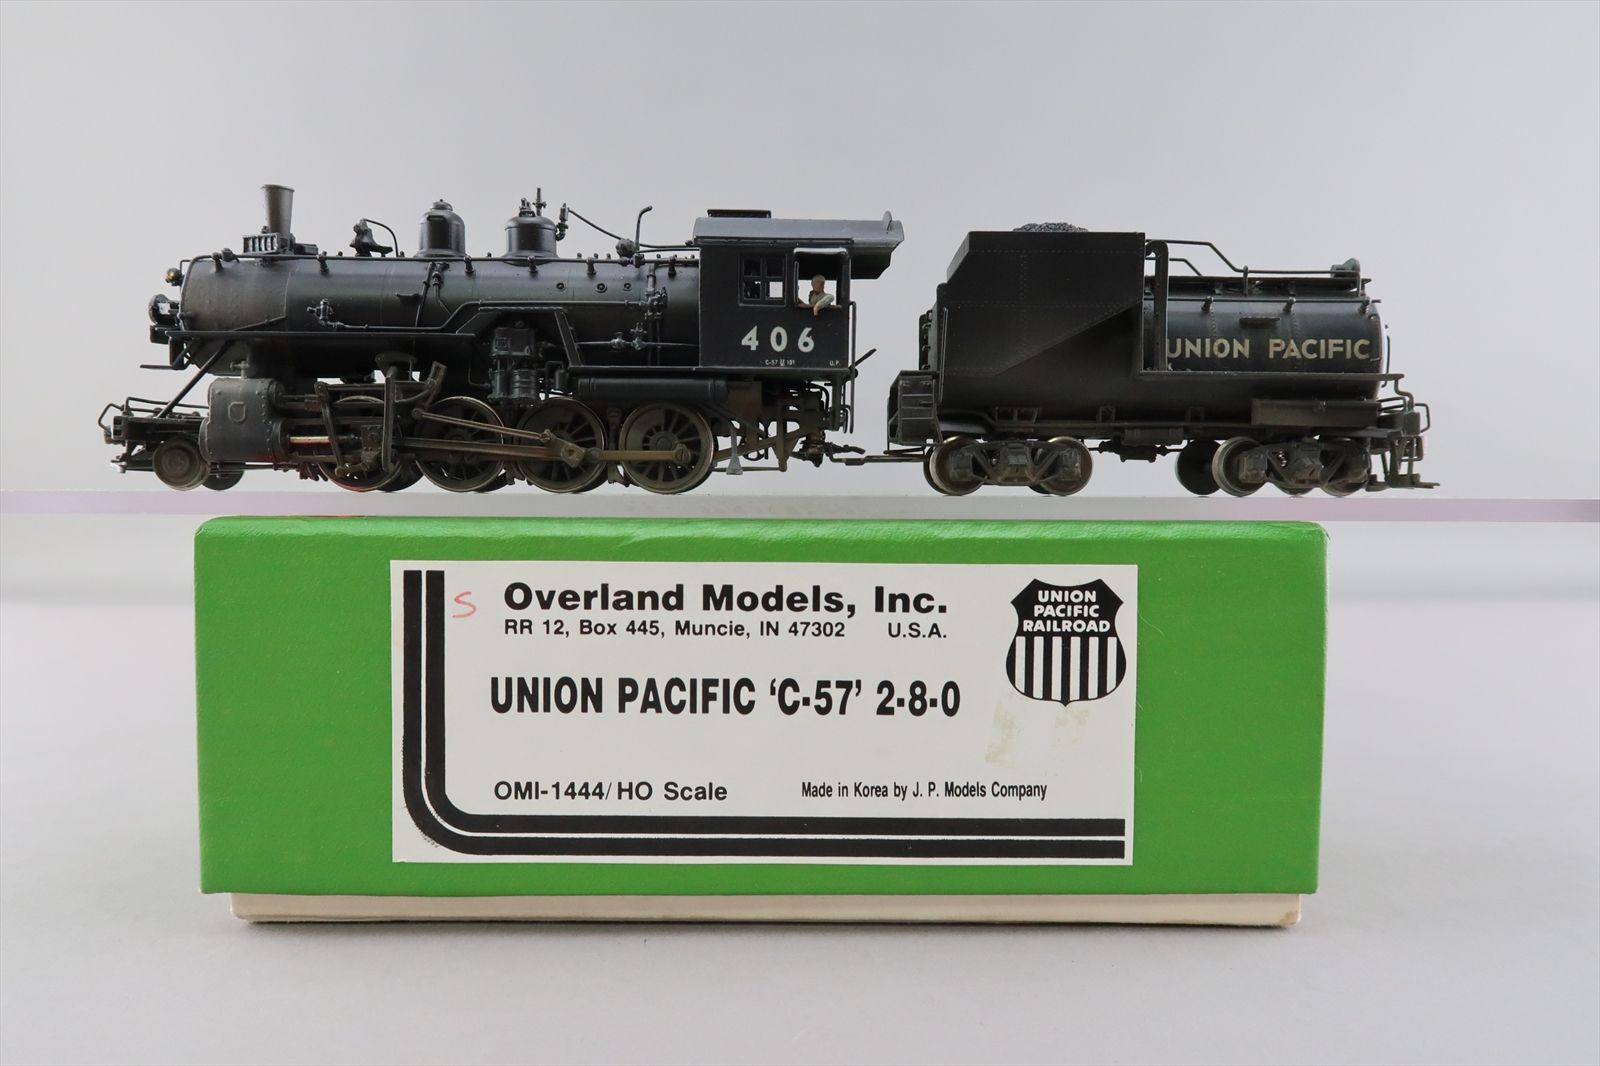 406
C-57
U.P.
UNION PACIFIC
S
Overland Models, Inc.
RR 12, Box 445, Muncie, IN 47302 U.S.A.
UNION
PACIFIC
RAILROAD
UNION PACIFIC 'C-57' 2-8-0
OMI-1444/HO Scale
Made in Korea by J. P. Models Company